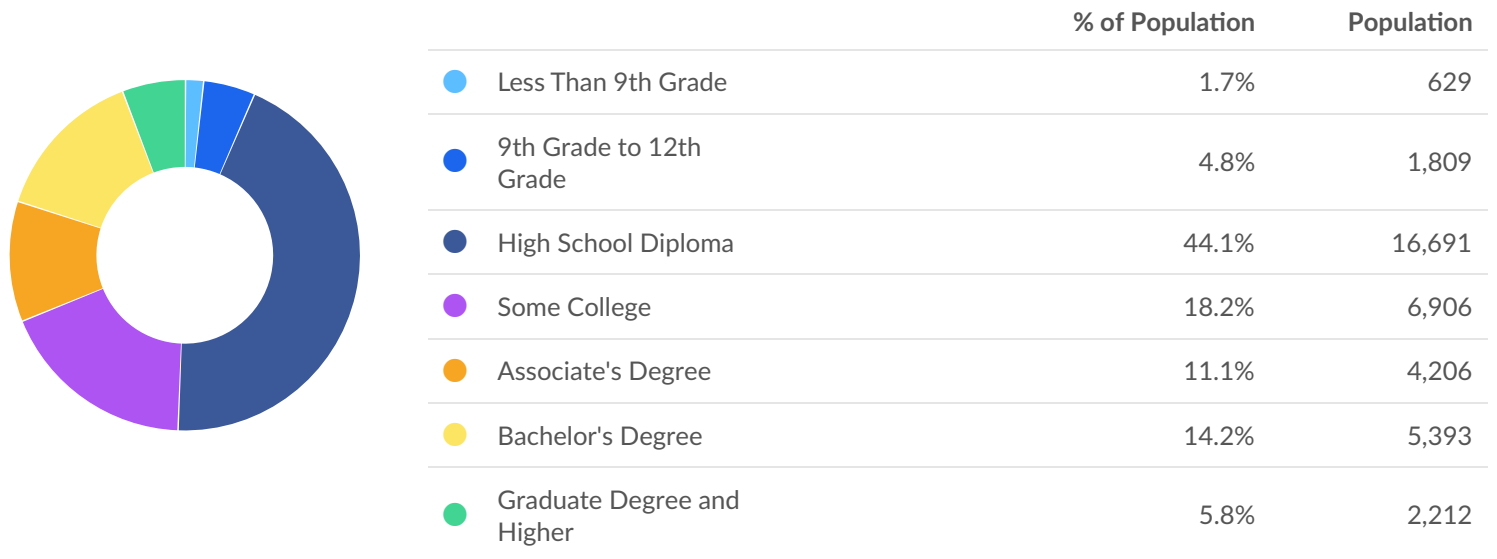 % of Population Population
Less Than 9th Grade 1.7% 629
9th Grade to 12th
Grade 4.8% 1,809
High School Diploma 44.1% 16,691
Some College 18.2% 6,906
Associate's Degree 11.1% 4,206
Bachelor's Degree 14.2% 5,393
Graduate Degree and
Higher 5.8% 2,212